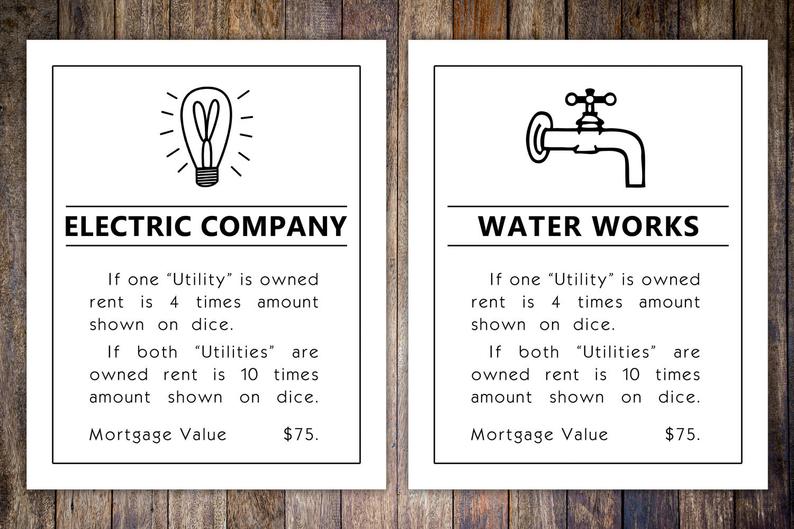 ELECTRIC COMPANY
If one “Utility” is owned
rent is 4 times amount
shown on dice.
If both “Utilities” are
owned rent is 10 times
amount shown on dice.
Mortgage Value $75.
WATER WORKS
If one “Utility” is owned
rent is 4 times amount
shown on dice.
If both “Utilities” are
owned rent is 10 times
amount shown on dice.
Mortgage Value $75.